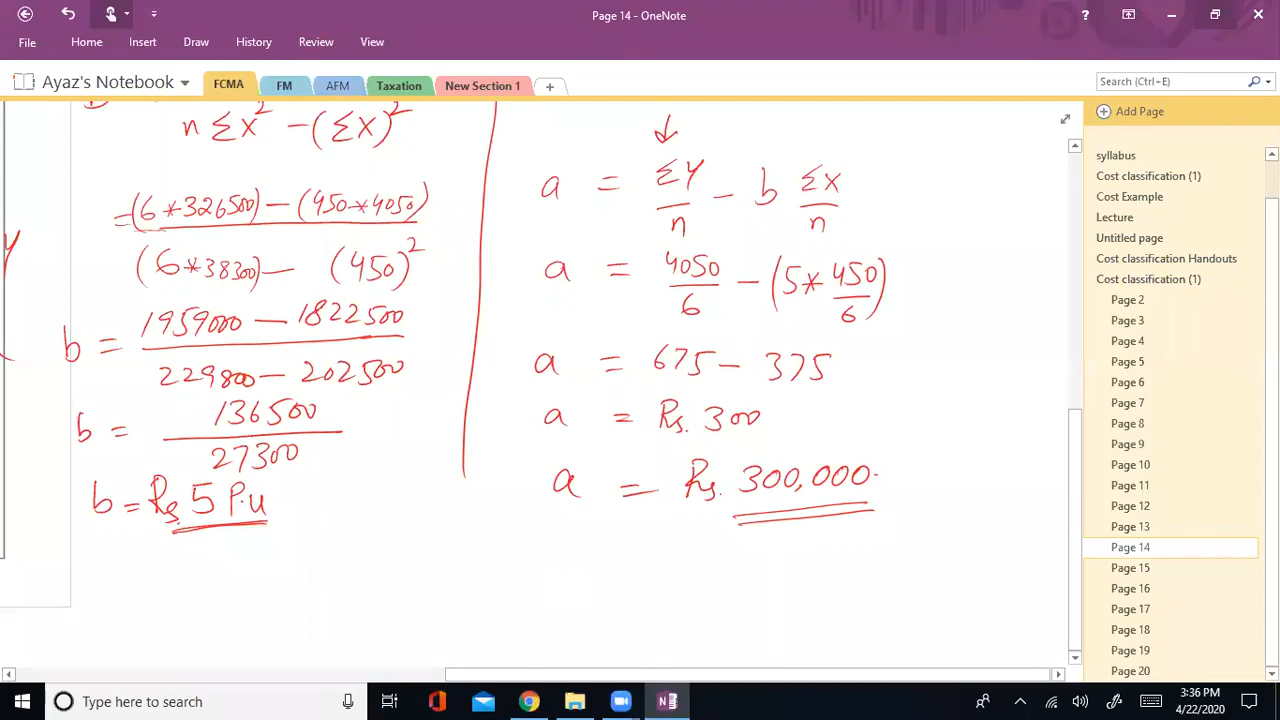 Page 14 - OneNote
?
File
Home
Insert
Draw
History
Review
View
Ayaz's Notebook
FCMA
FM
AFM
Taxation
New Section 1
+
Search (Ctrl+E)
Add Page
syllabus
Cost classification (1)
Cost Example
Lecture
Untitled page
Cost classification Handouts
Cost classification (1)
Page 2
Page 3
Page 4
Page 5
Page 6
Page 7
Page 8
Page 9
Page 10
Page 11
Page 12
Page 13
Page 14
Page 15
Page 16
Page 17
Page 18
Page 19
Page 20
n ΣX² - (ΣX)²
= (6*326500) - (450*4050)
(6*38300) - (450)²
b = 1959000 - 1822500
229800 - 202500
b = 136500
27300
b = Rs. 5 P.U
a = ΣY/n - b ΣX/n
a = 4050/6 - (5 * 450/6)
a = 675 - 375
a = Rs. 300
a = Rs. 300,000.
Type here to search
3:36 PM
4/22/2020